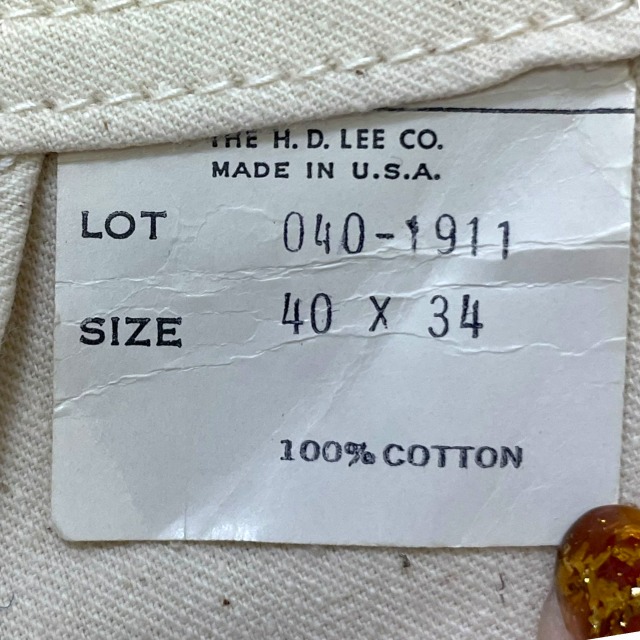 THE H. D. LEE CO.
MADE IN U.S.A.
LOT 040-1911
SIZE 40 X 34
100% COTTON